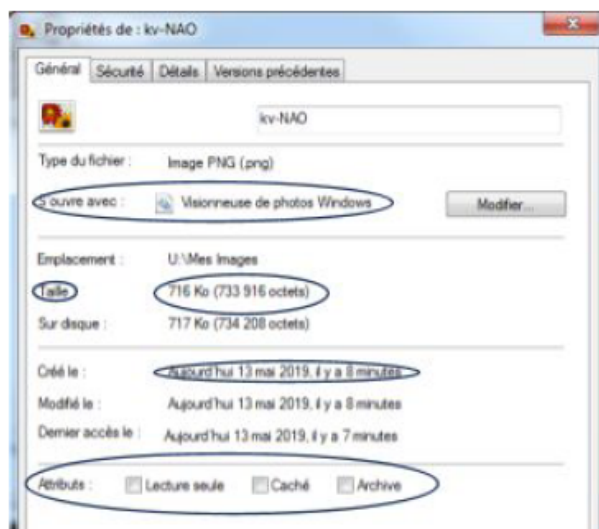 Propriétés de : kv-NAO
Général Sécurité Détails Versions précédentes
kv-NAO
Type du fichier : Image PNG (.png)
S'ouvre avec : Visionneuse de photos Windows Modifier...
Emplacement : U:\Mes Images
Taille 716 Ko (733 916 octets)
Sur disque : 717 Ko (734 208 octets)
Créé le : Aujourd'hui 13 mai 2019, il y a 8 minutes
Modifié le : Aujourd'hui 13 mai 2019, il y a 8 minutes
Dernier accès le : Aujourd'hui 13 mai 2019, il y a 7 minutes
Attributs : Lecture seule Caché Archive